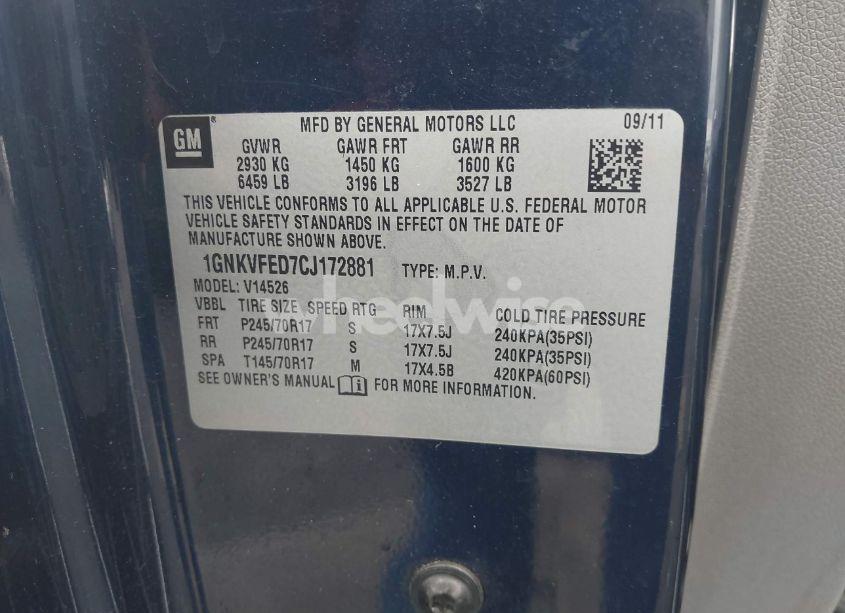 GM
MFD BY GENERAL MOTORS LLC 09/11
GVWR GAWR FRT GAWR RR
2930 KG 1450 KG 1600 KG
6459 LB 3196 LB 3527 LB
THIS VEHICLE CONFORMS TO ALL APPLICABLE U.S. FEDERAL MOTOR
VEHICLE SAFETY STANDARDS IN EFFECT ON THE DATE OF
MANUFACTURE SHOWN ABOVE.
1GNKVFED7CJ172881 TYPE: M.P.V.
MODEL: V14526
VBBL TIRE SIZE SPEED RTG RIM COLD TIRE PRESSURE
FRT P245/70R17 S 17X7.5J 240KPA(35PSI)
RR P245/70R17 S 17X7.5J 240KPA(35PSI)
SPA T145/70R17 M 17X4.5B 420KPA(60PSI)
SEE OWNER'S MANUAL FOR MORE INFORMATION.